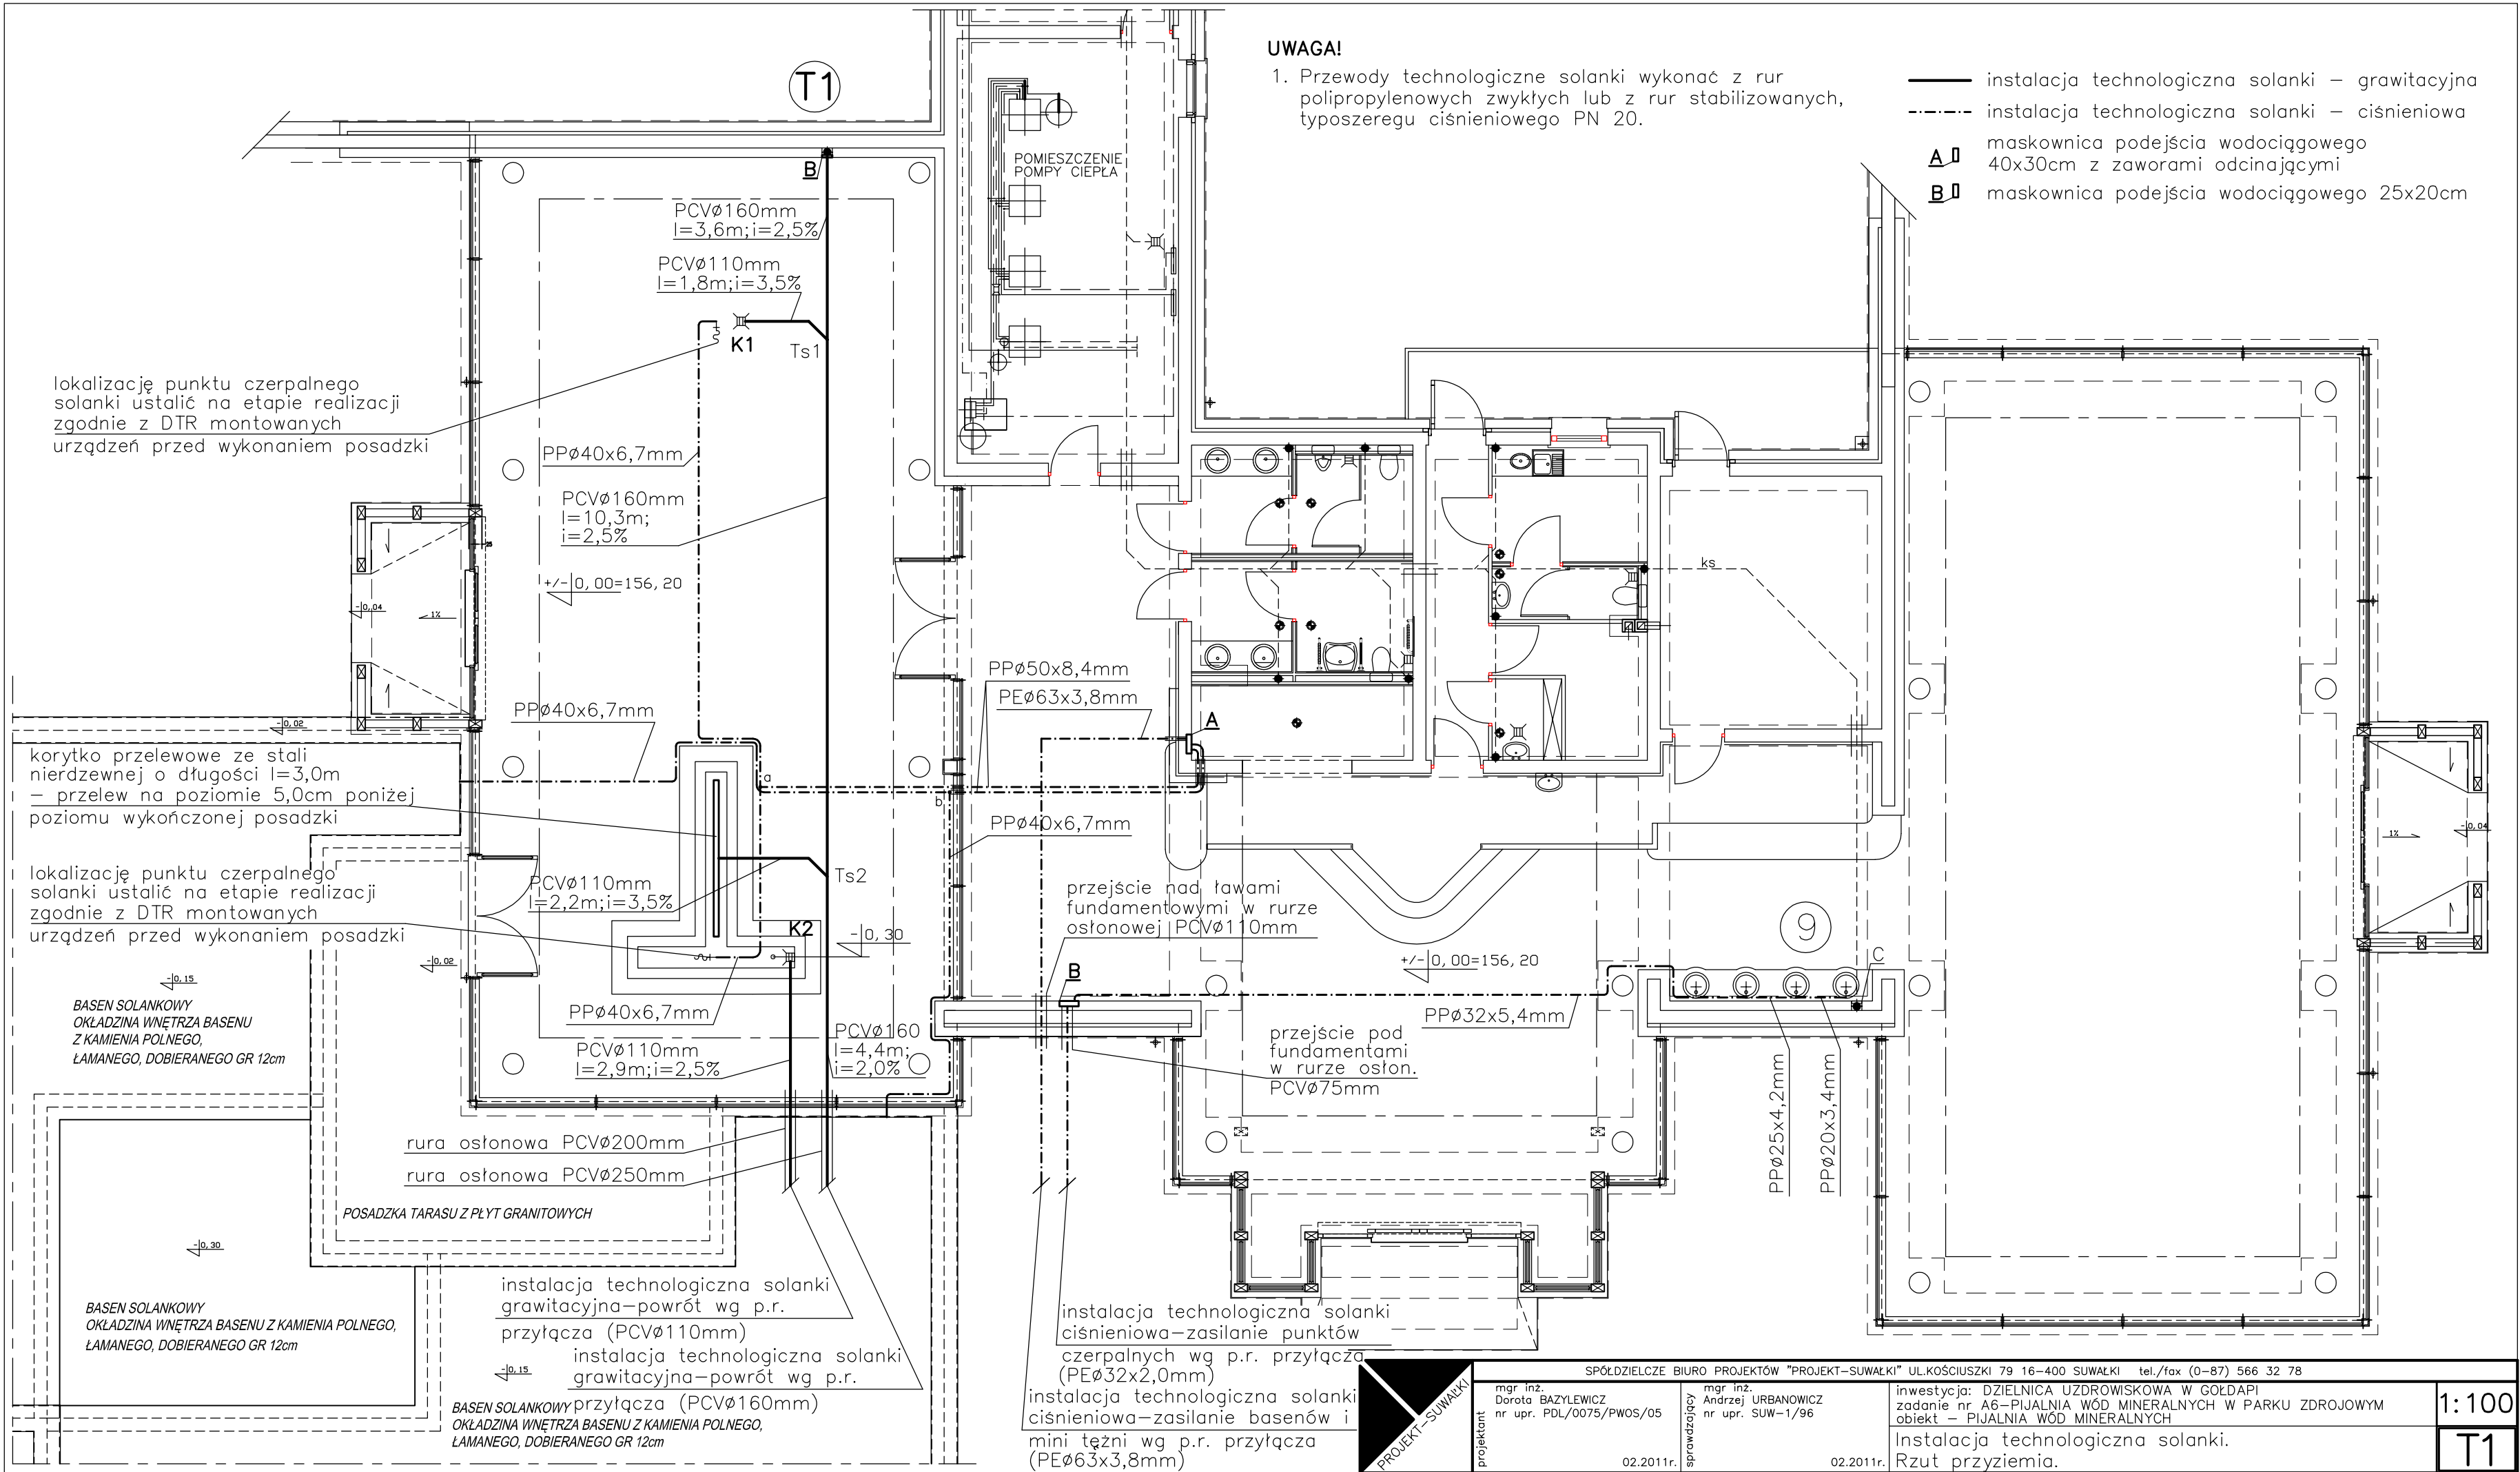 UWAGA!
1. Przewody technologiczne solanki wykonać z rur
polipropylenowych zwykłych lub z rur stabilizowanych,
typoszeregu ciśnieniowego PN 20.
instalacja technologiczna solanki – grawitacyjna
instalacja technologiczna solanki – ciśnieniowa
A
maskownica podejścia wodociągowego
40x30cm z zaworami odcinającymi
B
maskownica podejścia wodociągowego 25x20cm
T1
B
POMIESZCZENIE
POMPY CIEPŁA
PCVø160mm
l=3,6m;i=2,5%
PCVø110mm
l=1,8m;i=3,5%
K1
Ts1
lokalizację punktu czerpalnego
solanki ustalić na etapie realizacji
zgodnie z DTR montowanych
urządzeń przed wykonaniem posadzki
PPø40x6,7mm
PCVø160mm
l=10,3m;
i=2,5%
25
+/-0,00=156,20
-0,04
1%
ks
PPø50x8,4mm
PEø63x3,8mm
A
PPø40x6,7mm
-0,02
korytko przelewowe ze stali
nierdzewnej o długości l=3,0m
– przelew na poziomie 5,0cm poniżej
poziomu wykończonej posadzki
a
b
PPø40x6,7mm
1%
-0,04
lokalizację punktu czerpalnego
solanki ustalić na etapie realizacji
zgodnie z DTR montowanych
urządzeń przed wykonaniem posadzki
PCVø110mm
l=2,2m;i=3,5%
Ts2
K2
-0,30
przejście nad ławami
fundamentowymi w rurze
osłonowej PCVø110mm
9
-0,02
-0,15
BASEN SOLANKOWY
OKŁADZINA WNĘTRZA BASENU
Z KAMIENIA POLNEGO,
ŁAMANEGO, DOBIERANEGO GR 12cm
B
+/-0,00=156,20
C
PPø40x6,7mm
PPø32x5,4mm
PCVø110mm
l=2,9m;i=2,5%
PCVø160
l=4,4m;
i=2,0%
przejście pod
fundamentami
w rurze osłon.
PCVø75mm
PPø25x4,2mm
PPø20x3,4mm
rura osłonowa PCVø200mm
rura osłonowa PCVø250mm
POSADZKA TARASU Z PŁYT GRANITOWYCH
-0,30
BASEN SOLANKOWY
OKŁADZINA WNĘTRZA BASENU Z KAMIENIA POLNEGO,
ŁAMANEGO, DOBIERANEGO GR 12cm
instalacja technologiczna solanki
grawitacyjna–powrót wg p.r.
przyłącza (PCVø110mm)
instalacja technologiczna solanki
grawitacyjna–powrót wg p.r.
przyłącza (PCVø160mm)
-0,15
BASEN SOLANKOWY
OKŁADZINA WNĘTRZA BASENU Z KAMIENIA POLNEGO,
ŁAMANEGO, DOBIERANEGO GR 12cm
instalacja technologiczna solanki
ciśnieniowa–zasilanie punktów
czerpalnych wg p.r. przyłącza
(PEø32x2,0mm)
instalacja technologiczna solanki
ciśnieniowa–zasilanie basenów i
mini tężni wg p.r. przyłącza
(PEø63x3,8mm)
PROJEKT-SUWAŁKI
SPÓŁDZIELCZE BIURO PROJEKTÓW "PROJEKT–SUWAŁKI" UL.KOŚCIUSZKI 79 16–400 SUWAŁKI tel./fax (0–87) 566 32 78
projektant
mgr inż.
Dorota BAZYLEWICZ
nr upr. PDL/0075/PWOS/05
02.2011r.
sprawdzający
mgr inż.
Andrzej URBANOWICZ
nr upr. SUW–1/96
02.2011r.
inwestycja: DZIELNICA UZDROWISKOWA W GOŁDAPI
zadanie nr A6–PIJALNIA WÓD MINERALNYCH W PARKU ZDROJOWYM
obiekt – PIJALNIA WÓD MINERALNYCH
Instalacja technologiczna solanki.
Rzut przyziemia.
1:100
T1